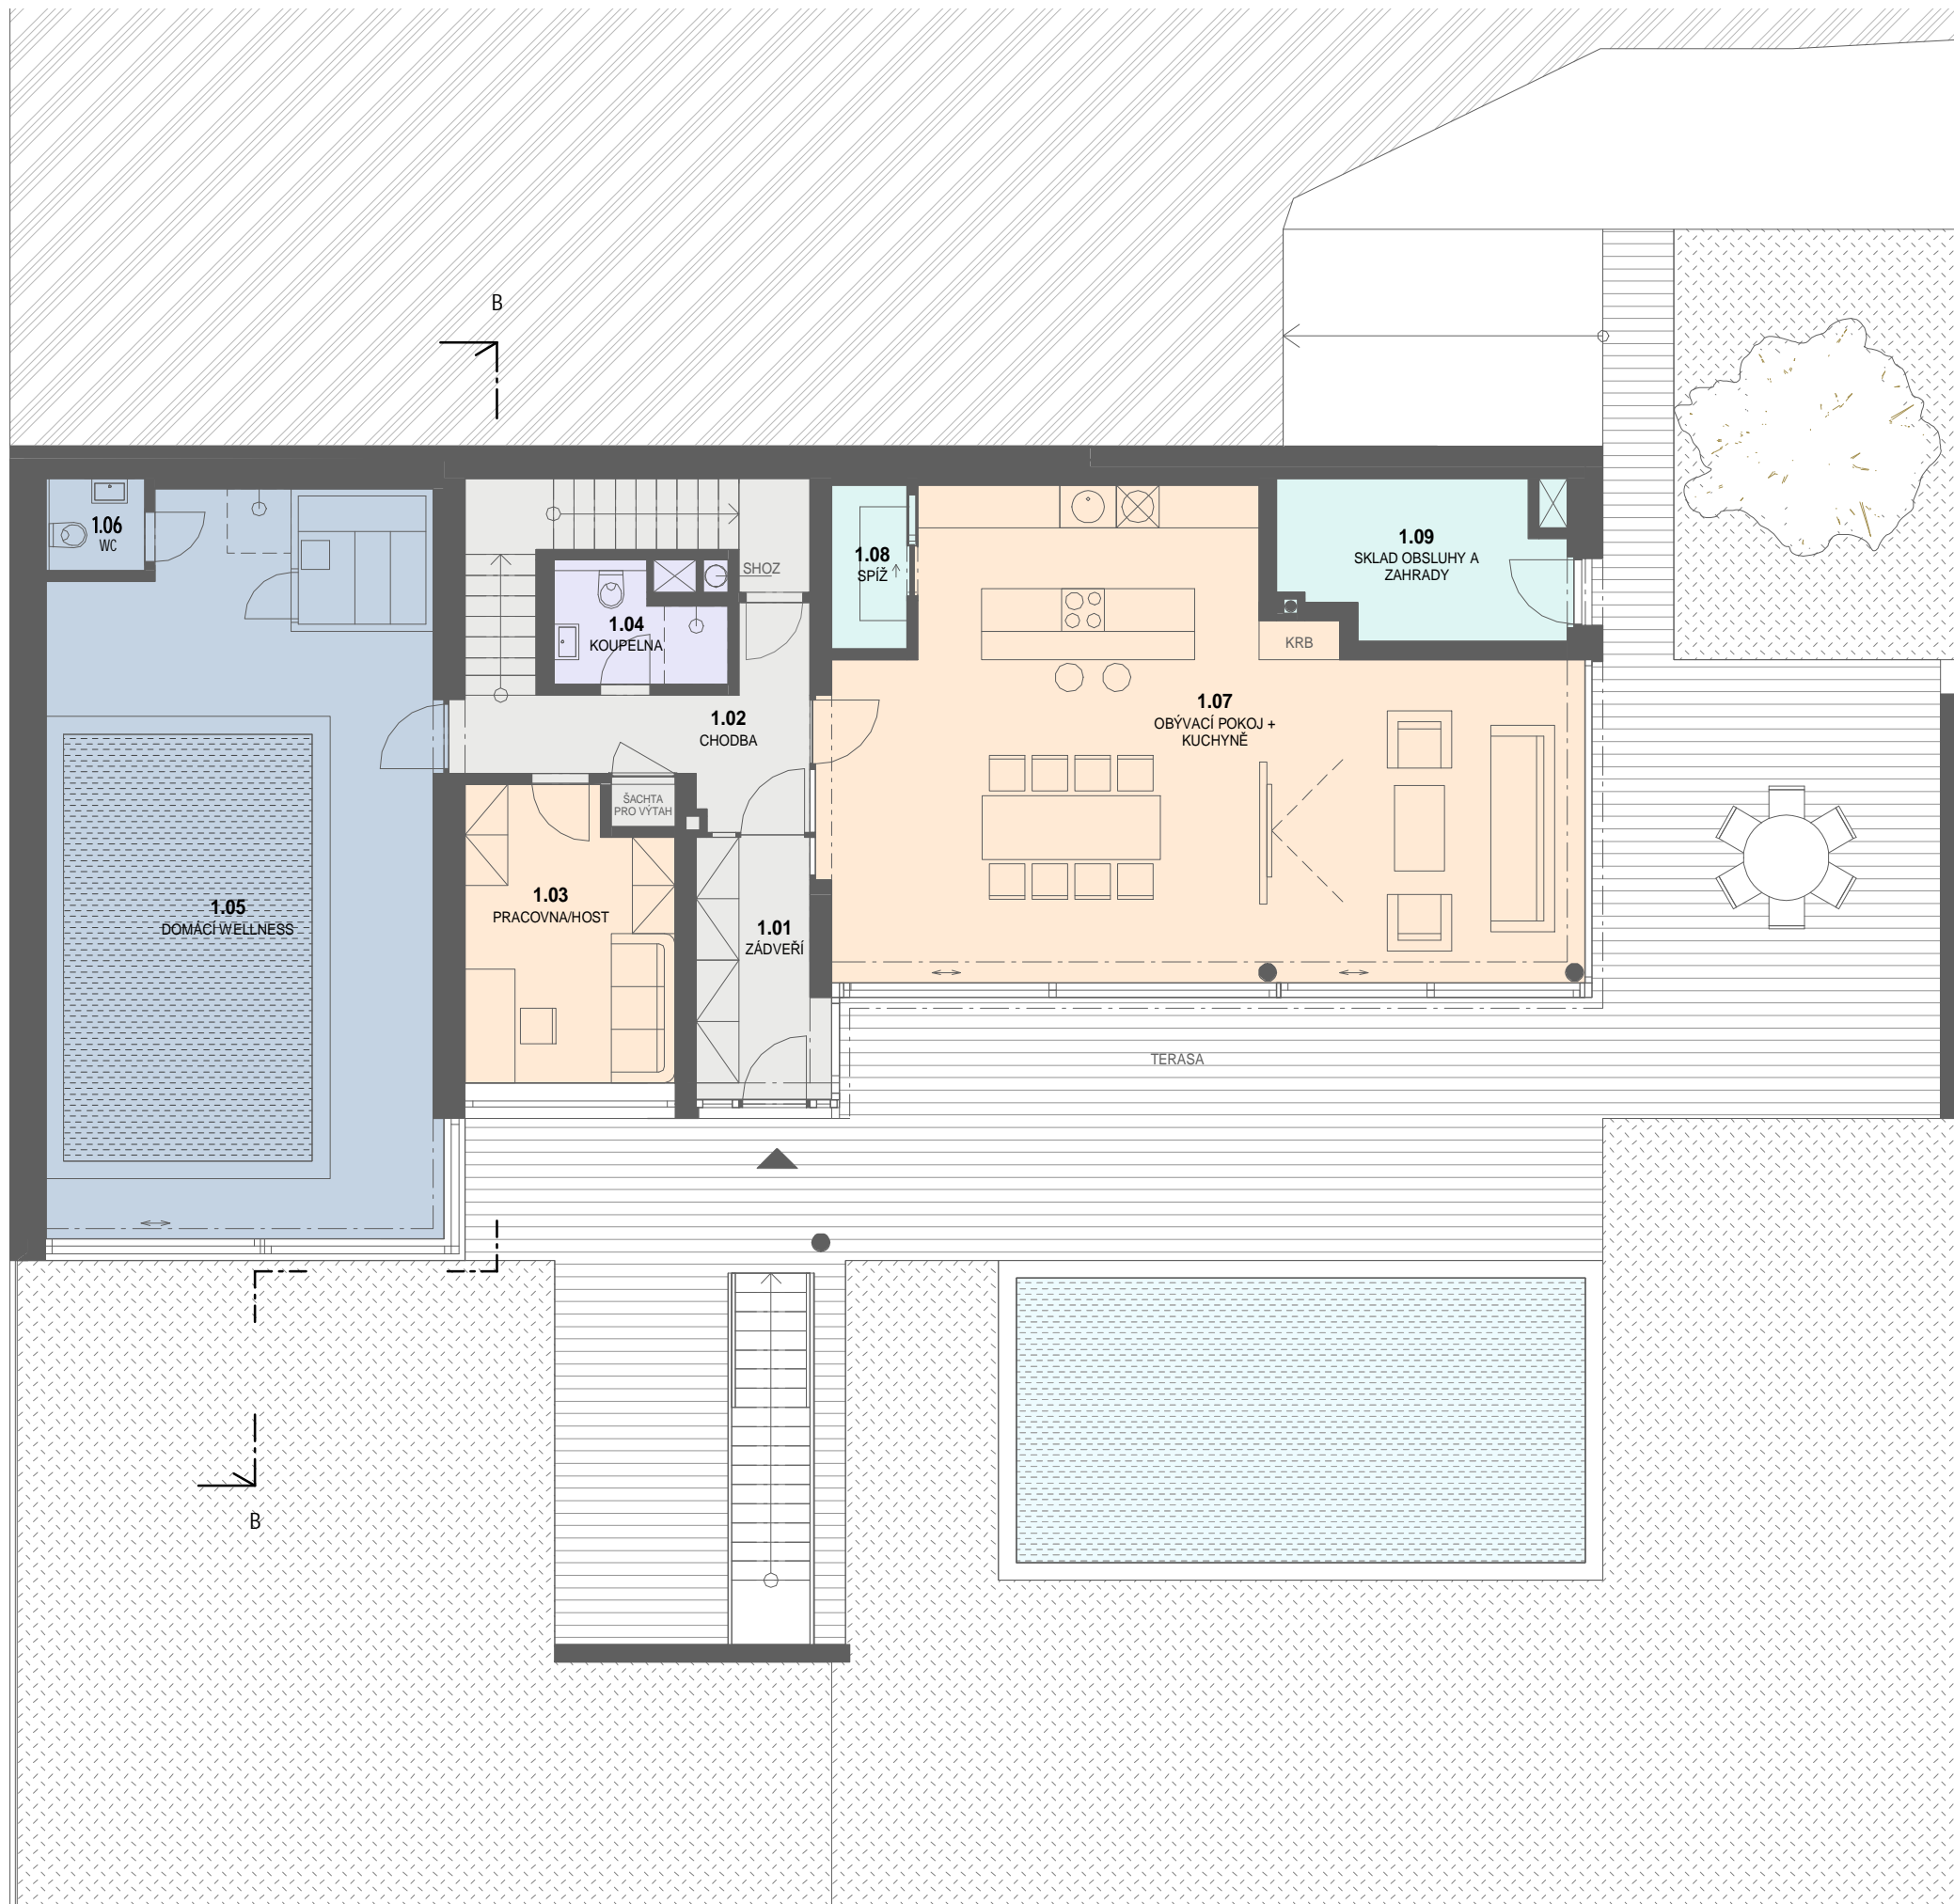 B
1.06
WC
1.08
SPÍŽ
1.09
SKLAD OBSLUHY A
ZAHRADY
SHOZ
1.04
KOUPELNA
KRB
1.07
OBÝVACÍ POKOJ +
KUCHYNĚ
1.02
CHODBA
ŠACHTA
PRO VÝTAH
1.03
PRACOVNA/HOST
1.05
DOMÁCÍ WELLNESS
1.01
ZÁDVEŘÍ
TERASA
B